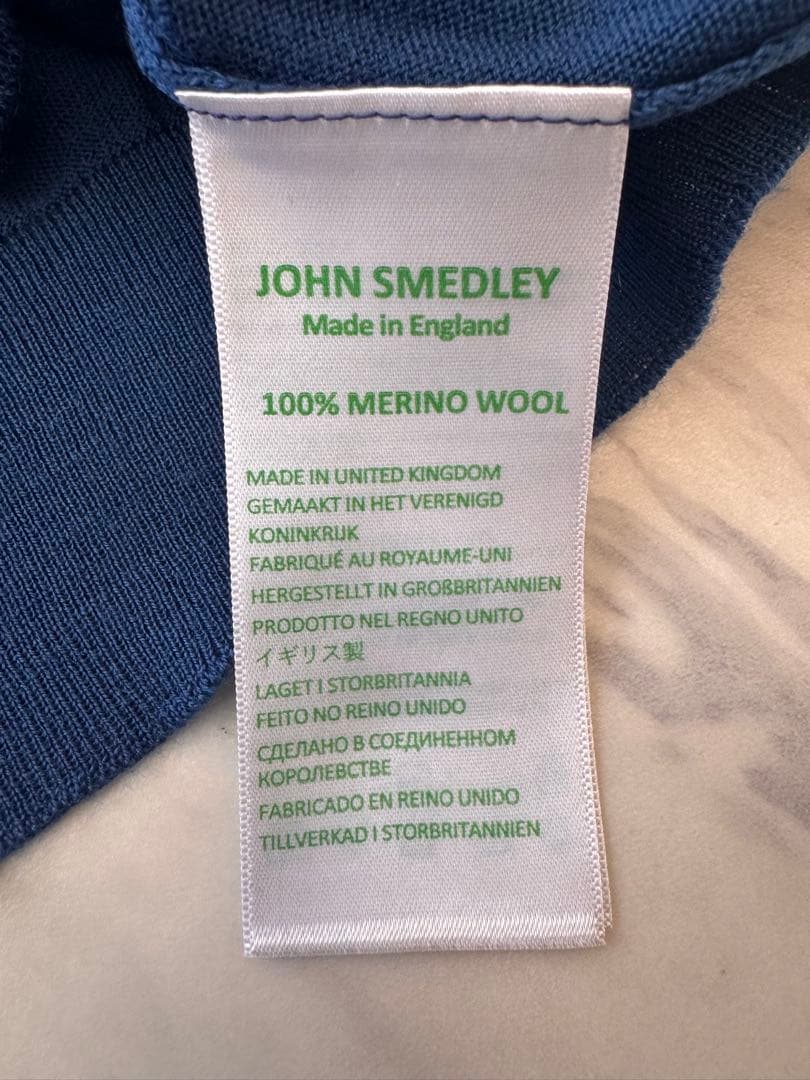 JOHN SMEDLEY
Made in England
100% MERINO WOOL
MADE IN UNITED KINGDOM
GEMAAKT IN HET VERENIGD
KONINKRIJK
FABRIQUÉ AU ROYAUME-UNI
HERGESTELLT IN GROßBRITANNIEN
PRODOTTO NEL REGNO UNITO
イギリス製
LAGET I STORBRITANNIA
FEITO NO REINO UNIDO
СДЕЛАНО В СОЕДИНЕННОМ
КОРОЛЕВСТВЕ
FABRICADO EN REINO UNIDO
TILLVERKAD I STORBRITANNIEN